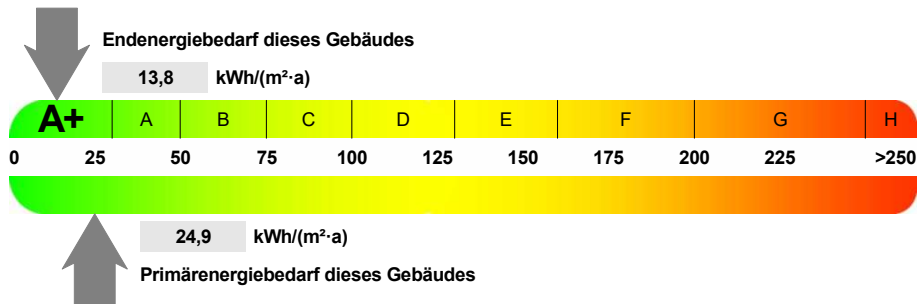 Endenergiebedarf dieses Gebäudes
13,8 kWh/(m²·a)
A+ A B C D E F G H
0 25 50 75 100 125 150 175 200 225 >250
24,9 kWh/(m²·a)
Primärenergiebedarf dieses Gebäudes